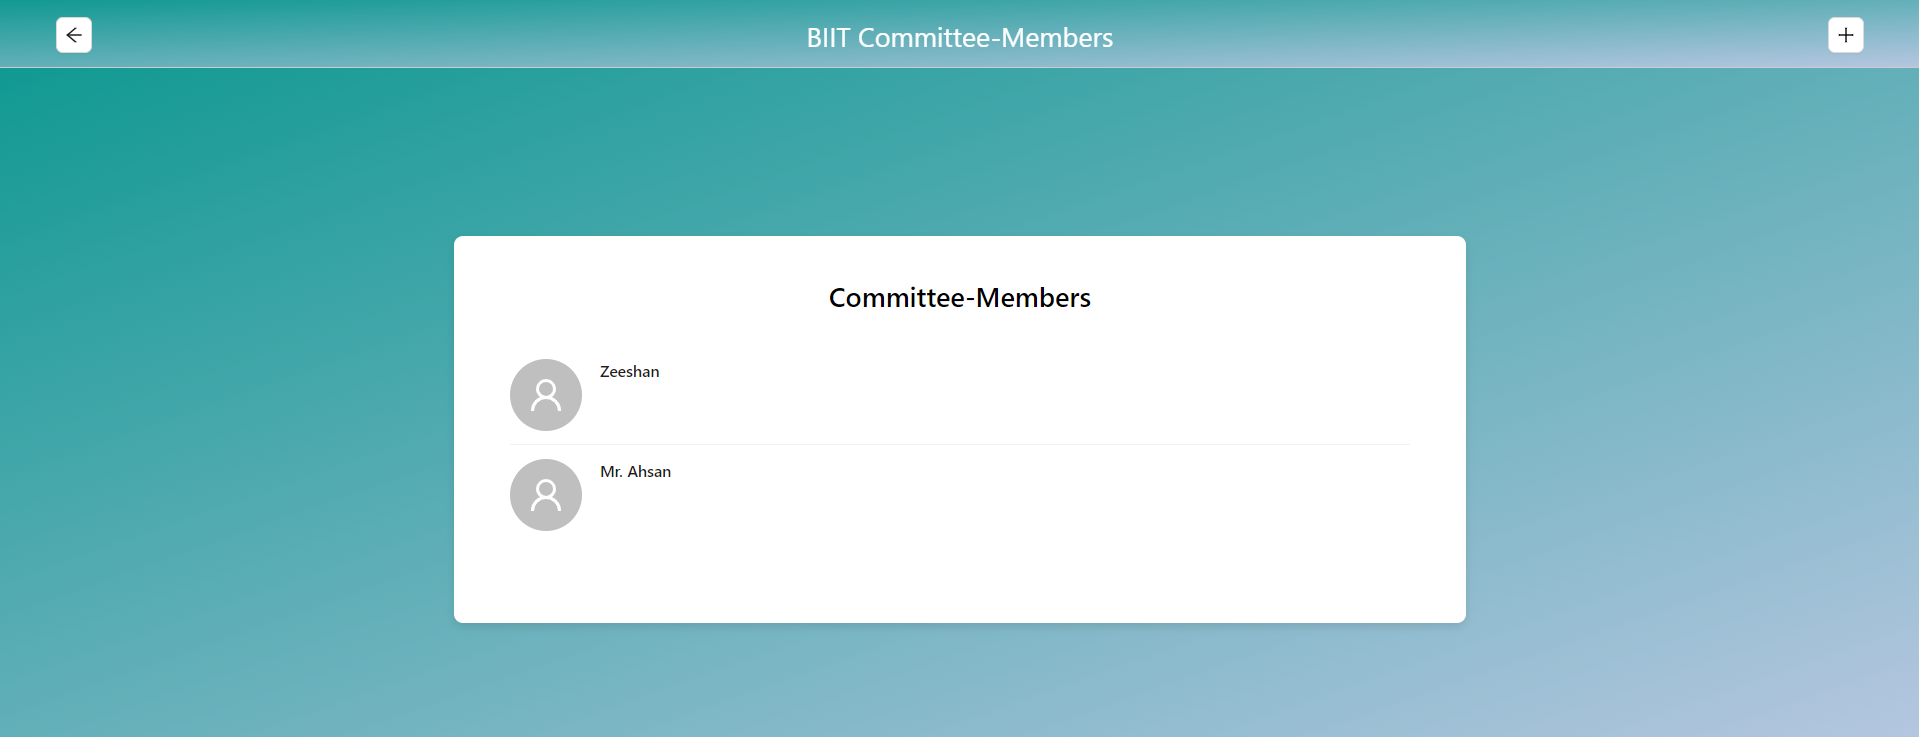 BIIT Committee-Members
Committee-Members
Zeeshan
Mr. Ahsan